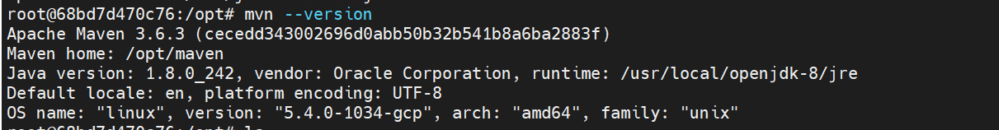 root@68bd7d470c76:/opt# mvn --version
Apache Maven 3.6.3 (cecedd343002696d0abb50b32b541b8a6ba2883f)
Maven home: /opt/maven
Java version: 1.8.0_242, vendor: Oracle Corporation, runtime: /usr/local/openjdk-8/jre
Default locale: en, platform encoding: UTF-8
OS name: "linux", version: "5.4.0-1034-gcp", arch: "amd64", family: "unix"
root@68bd7d470c76:/opt# ls